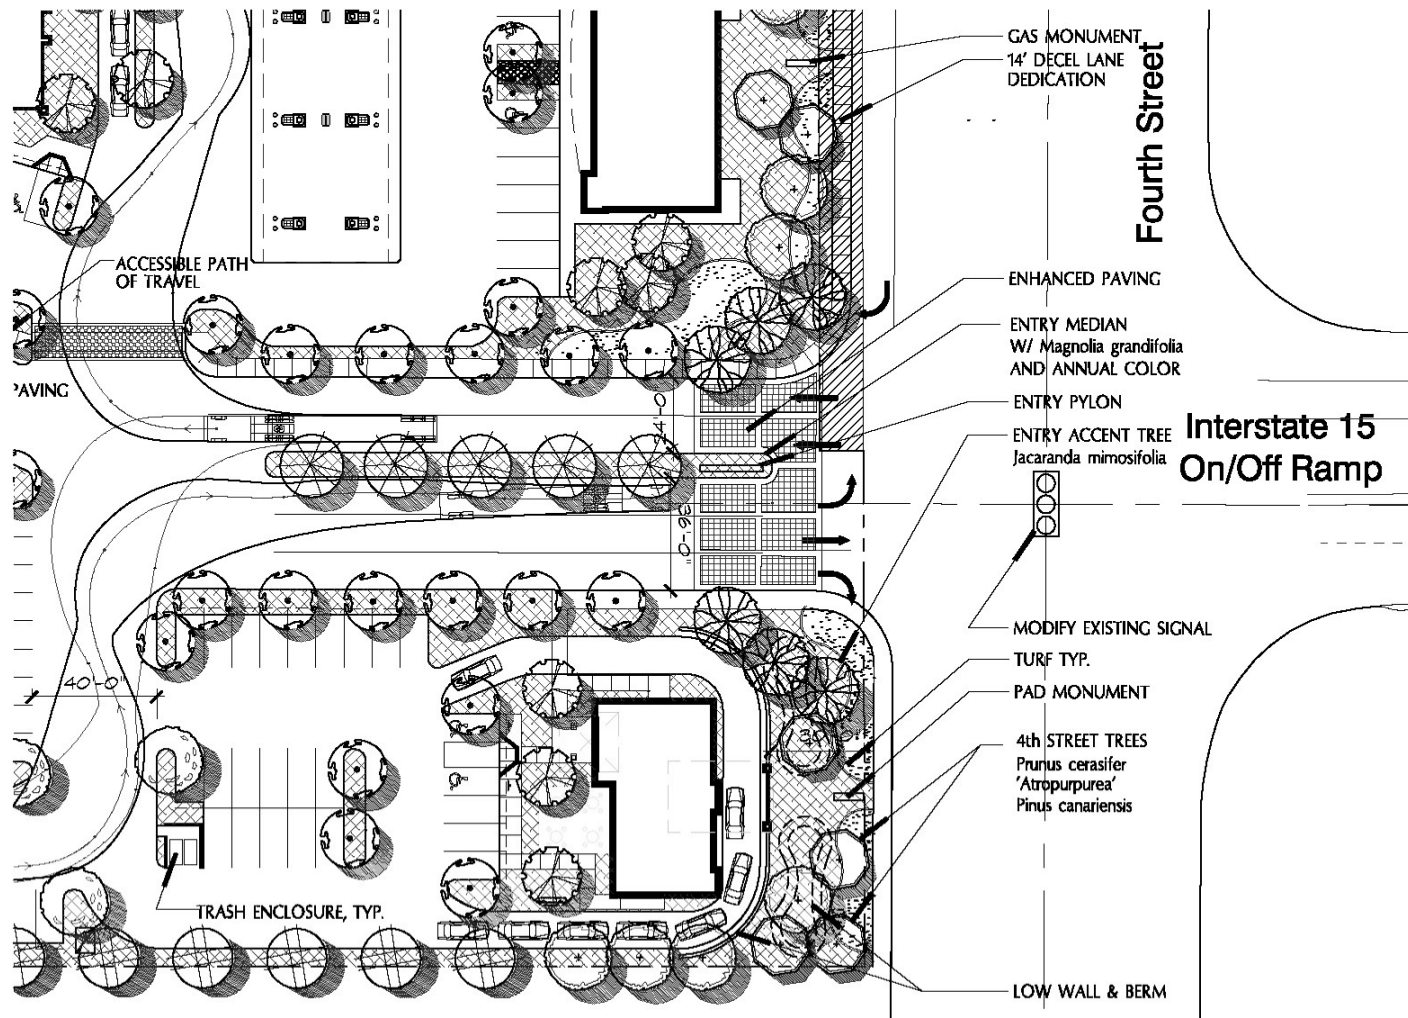 GAS MONUMENT
14' DECEL LANE
DEDICATION
Fourth Street
ACCESSIBLE PATH
OF TRAVEL
ENHANCED PAVING
ENTRY MEDIAN
W/ Magnolia grandifolia
AND ANNUAL COLOR
PAVING
24'-0"
ENTRY PYLON
ENTRY ACCENT TREE
Jacaranda mimosifolia
Interstate 15
On/Off Ramp
36'-0"
MODIFY EXISTING SIGNAL
TURF TYP.
40'-0"
PAD MONUMENT
4th STREET TREES
Prunus cerasifer
'Atropurpurea'
Pinus canariensis
TRASH ENCLOSURE, TYP.
LOW WALL & BERM